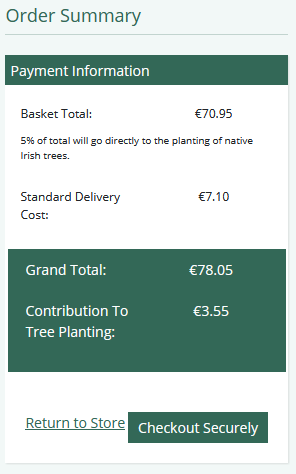 Order Summary
Payment Information
Basket Total: €70.95
5% of total will go directly to the planting of native
Irish trees.
Standard Delivery €7.10
Cost:
Grand Total: €78.05
Contribution To €3.55
Tree Planting:
Return to Store Checkout Securely